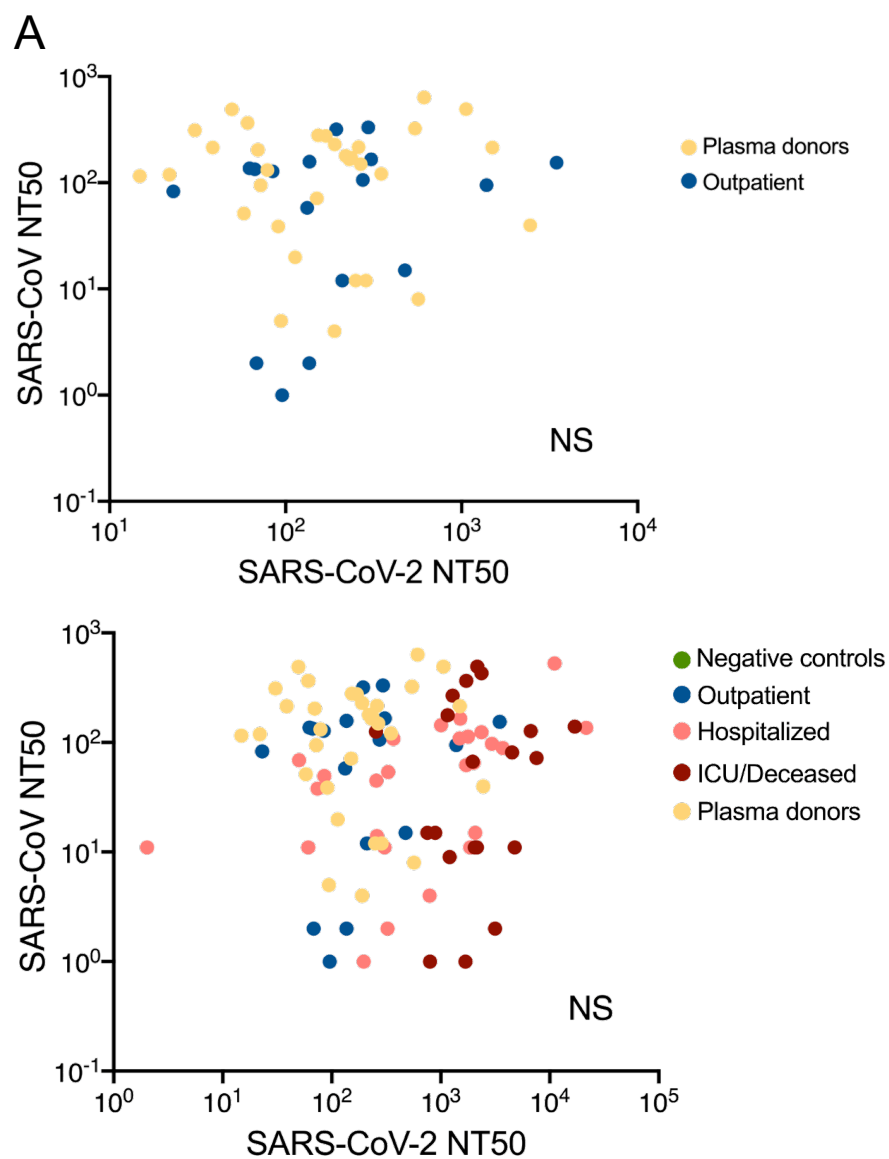 A
10³
10²
10¹
10⁰
10⁻¹
SARS-CoV NT50
10¹
10²
10³
10⁴
SARS-CoV-2 NT50
NS
Plasma donors
Outpatient
10³
10²
10¹
10⁰
10⁻¹
SARS-CoV NT50
10⁰
10¹
10²
10³
10⁴
10⁵
SARS-CoV-2 NT50
NS
Negative controls
Outpatient
Hospitalized
ICU/Deceased
Plasma donors